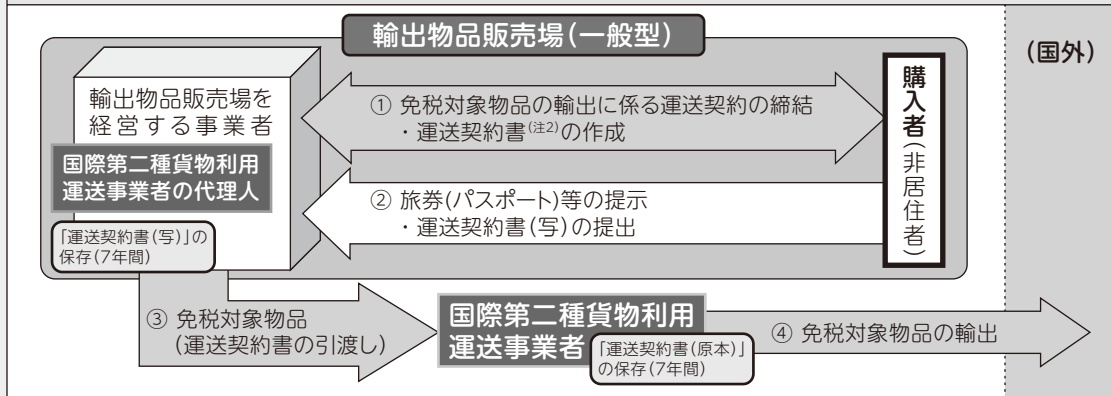 輸出物品販売場(一般型)
(国外)
輸出物品販売場を
経営する事業者
国際第二種貨物利用
運送事業者の代理人
「運送契約書(写)」の
保存(7年間)
① 免税対象物品の輸出に係る運送契約の締結
・運送契約書(注2)の作成
② 旅券(パスポート)等の提示
・運送契約書(写)の提出
購入者(非居住者)
③ 免税対象物品
(運送契約書の引渡し)
国際第二種貨物利用
運送事業者
「運送契約書(原本)」
の保存(7年間)
④ 免税対象物品の輸出